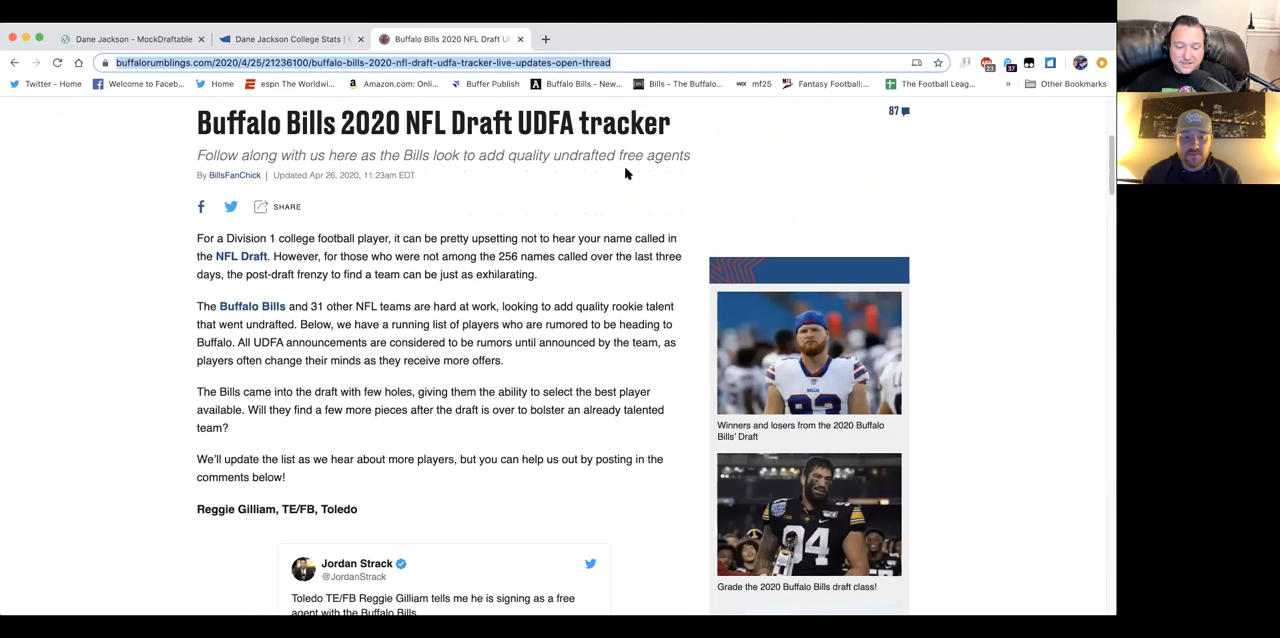 Dane Jackson - MockDraftable
Dane Jackson College Stats |
Buffalo Bills 2020 NFL Draft
buffalorumblings.com/2020/4/25/21236100/buffalo-bills-2020-nfl-draft-udfa-tracker-live-updates-open-thread
23
37
Twitter - Home
Welcome to Faceb...
Home
espn The Worldwi...
Amazon.com: Onli...
Buffer Publish
Buffalo Bills - New...
Bills - The Buffalo...
mf25
Fantasy Football:...
The Football Leag...
»
Other Bookmarks
Buffalo Bills 2020 NFL Draft UDFA tracker
87
Follow along with us here as the Bills look to add quality undrafted free agents
By BillsFanChick | Updated Apr 26, 2020, 11:23am EDT
SHARE
For a Division 1 college football player, it can be pretty upsetting not to hear your name called in
the NFL Draft. However, for those who were not among the 256 names called over the last three
days, the post-draft frenzy to find a team can be just as exhilarating.
The Buffalo Bills and 31 other NFL teams are hard at work, looking to add quality rookie talent
that went undrafted. Below, we have a running list of players who are rumored to be heading to
Buffalo. All UDFA announcements are considered to be rumors until announced by the team, as
players often change their minds as they receive more offers.
The Bills came into the draft with few holes, giving them the ability to select the best player
available. Will they find a few more pieces after the draft is over to bolster an already talented
team?
We'll update the list as we hear about more players, but you can help us out by posting in the
comments below!
Reggie Gilliam, TE/FB, Toledo
Jordan Strack
@JordanStrack
Toledo TE/FB Reggie Gilliam tells me he is signing as a free
agent with the Buffalo Bills
BILLS
93
Winners and losers from the 2020 Buffalo
Bills' Draft
94
Grade the 2020 Buffalo Bills draft class!